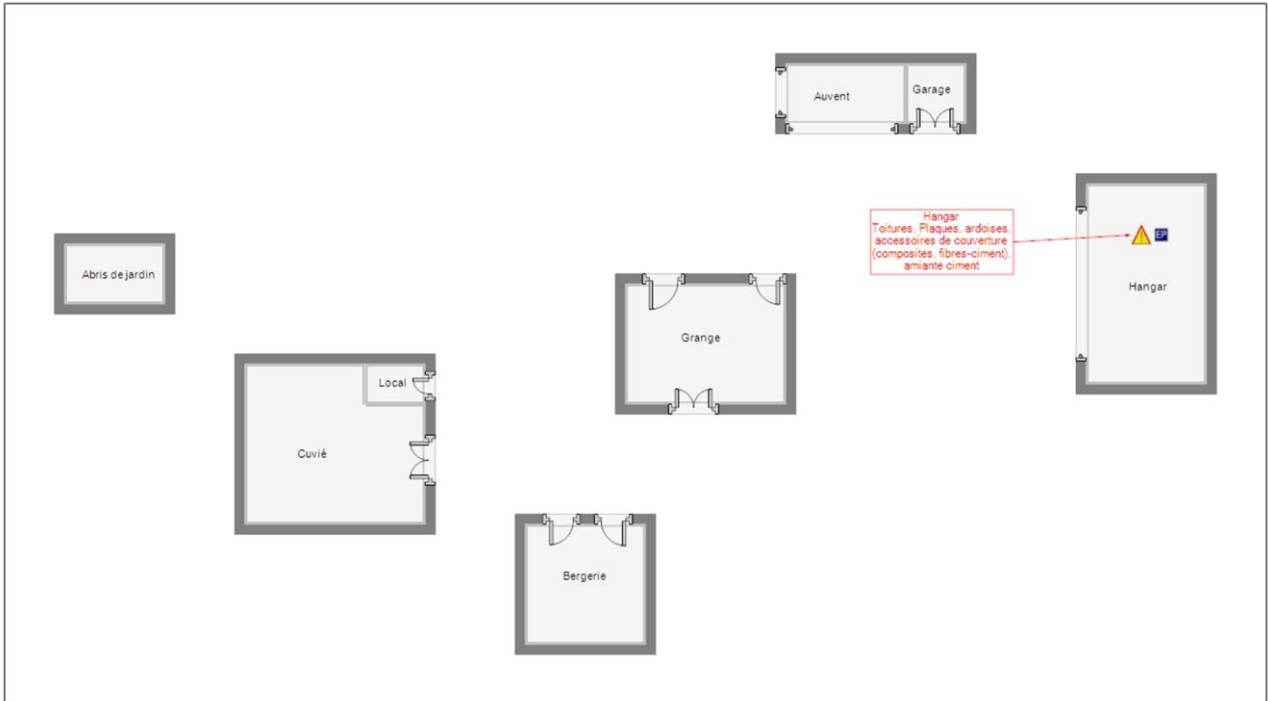 Auvent
Garage
Hangar
Toitures, Plaques, ardoises,
accessoires de couverture
(composites, fibres-ciment),
amiante ciment
EP
Hangar
Abris de jardin
Grange
Local
Cuvié
Bergerie